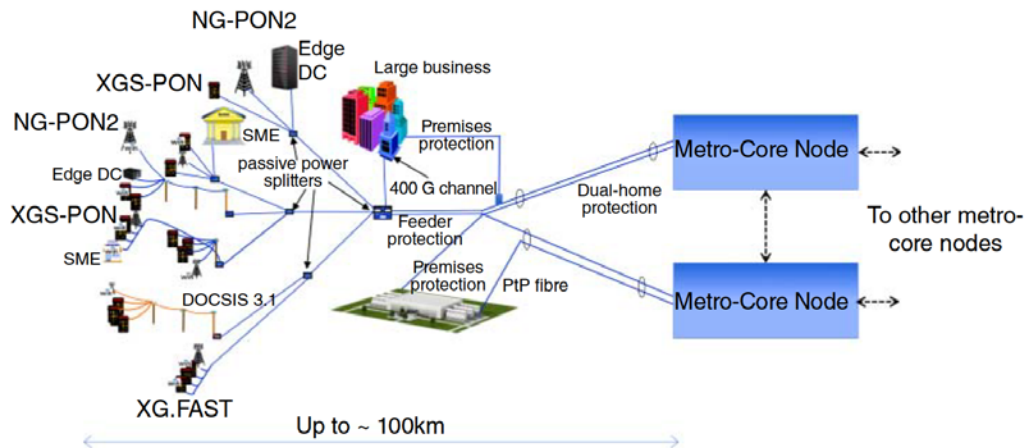 NG-PON2
Edge
DC
XGS-PON
Large business
NG-PON2
SME
Premises
protection
Metro-Core Node
Edge DC
passive power
splitters
400 G channel
Dual-home
protection
XGS-PON
Feeder
protection
To other metro-
core nodes
SME
Premises
protection
PtP fibre
DOCSIS 3.1
Metro-Core Node
XG.FAST
Up to ~ 100km